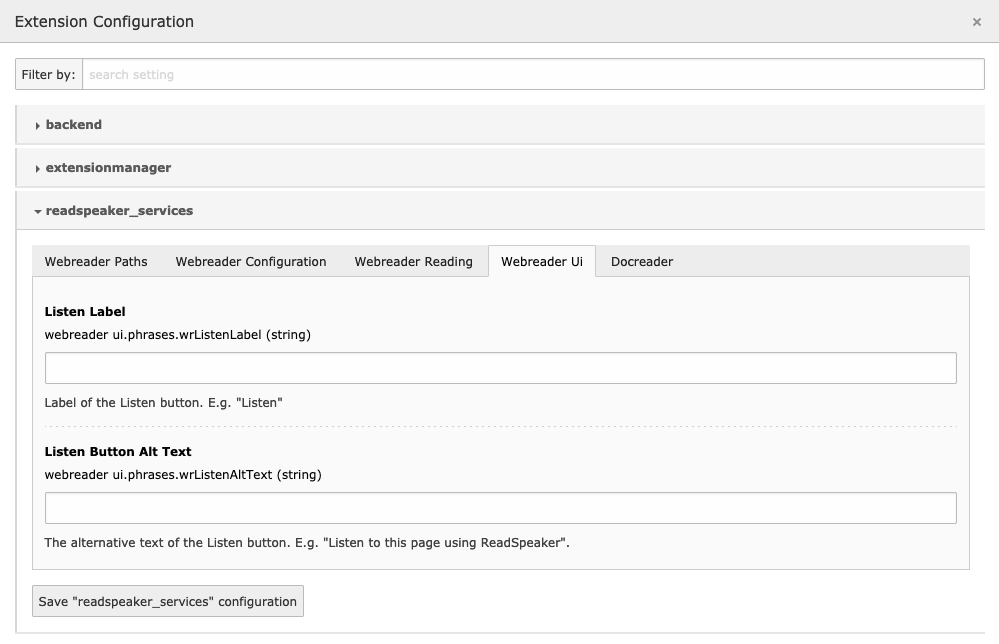 Extension Configuration ×
Filter by: search setting
backend
extensionmanager
readspeaker_services
Webreader Paths Webreader Configuration Webreader Reading Webreader Ui Docreader
Listen Label
webreader ui.phrases.wrListenLabel (string)
Label of the Listen button. E.g. "Listen"
Listen Button Alt Text
webreader ui.phrases.wrListenAltText (string)
The alternative text of the Listen button. E.g. "Listen to this page using ReadSpeaker".
Save "readspeaker_services" configuration